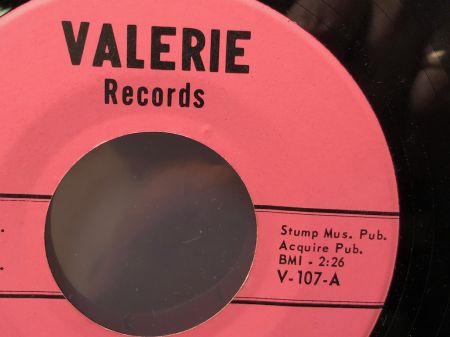 VALERIE
Records
Stump Mus. Pub.
Acquire Pub.
BMI - 2:26
V-107-A